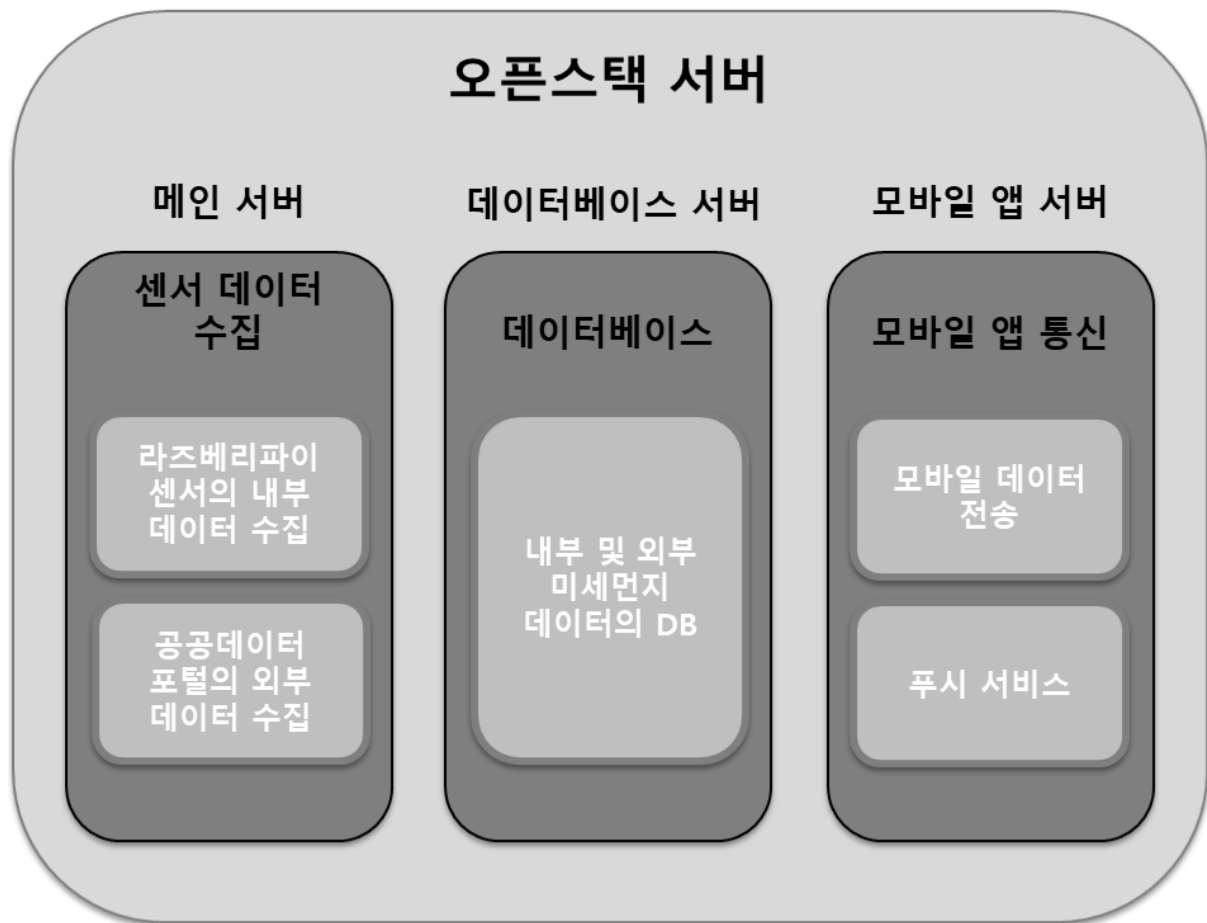 오픈스택 서버
메인 서버
센서 데이터
수집
라즈베리파이
센서의 내부
데이터 수집
공공데이터
포털의 외부
데이터 수집
데이터베이스 서버
데이터베이스
내부 및 외부
미세먼지
데이터의 DB
모바일 앱 서버
모바일 앱 통신
모바일 데이터
전송
푸시 서비스